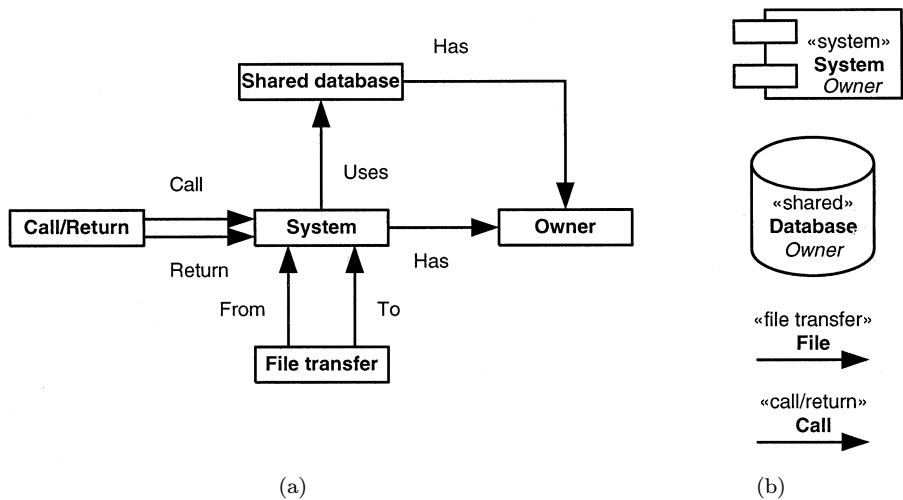 Has
Shared database
Uses
Call
Call/Return
System
Owner
Return
Has
From
To
File transfer
(a)
«system»
System
Owner
«shared»
Database
Owner
«file transfer»
File
«call/return»
Call
(b)